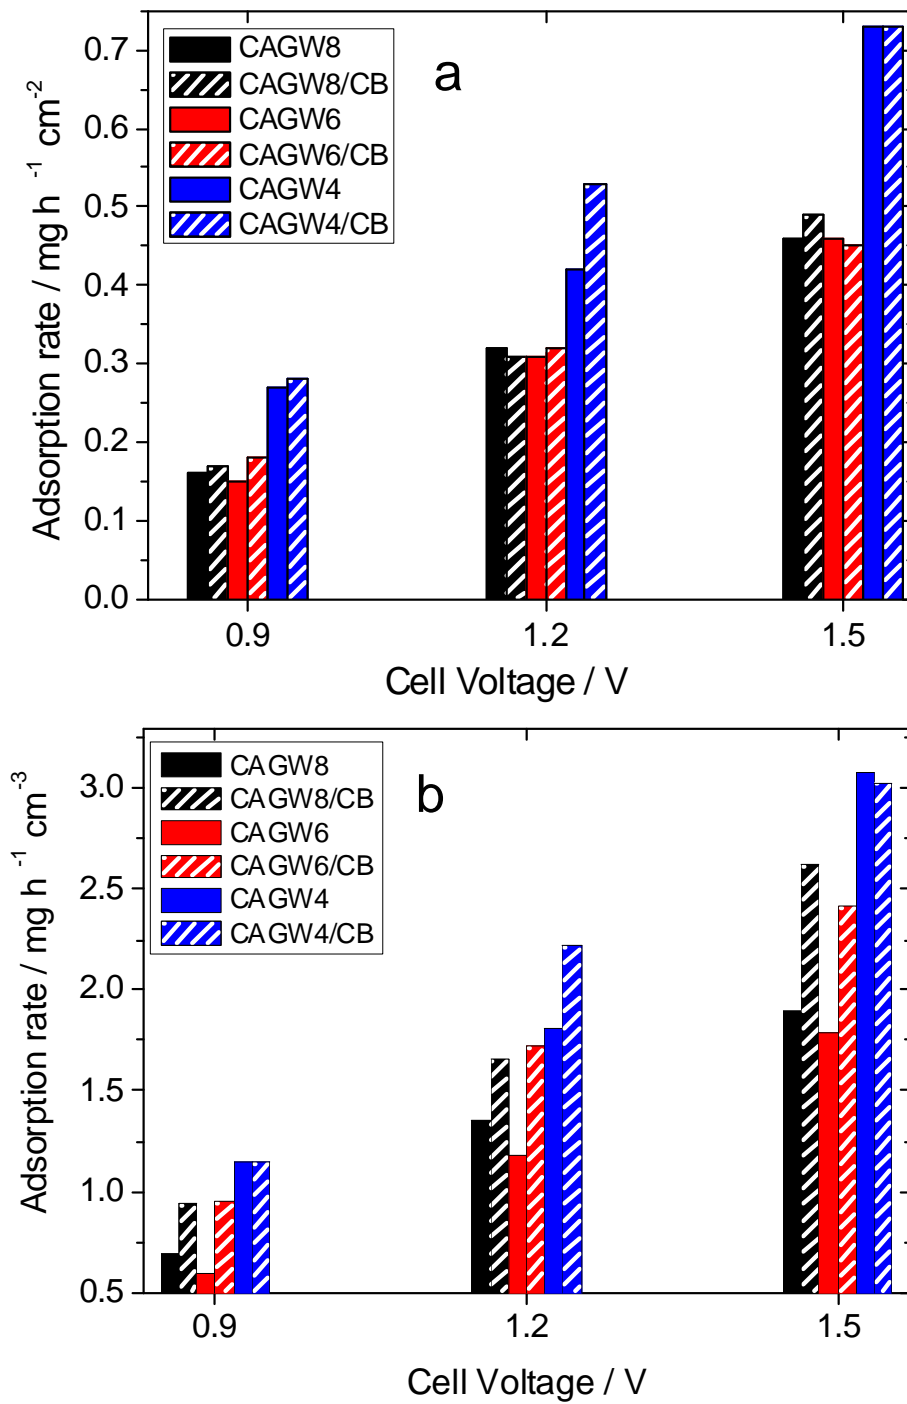 a
CAGW8
CAGW8/CB
CAGW6
CAGW6/CB
CAGW4
CAGW4/CB
Adsorption rate / mg h -1 cm-2
0.7
0.6
0.5
0.4
0.3
0.2
0.1
0.0
0.9 1.2 1.5
Cell Voltage / V
b
CAGW8
CAGW8/CB
CAGW6
CAGW6/CB
CAGW4
CAGW4/CB
Adsorption rate / mg h -1 cm-3
3.0
2.5
2.0
1.5
1.0
0.5
0.9 1.2 1.5
Cell Voltage / V